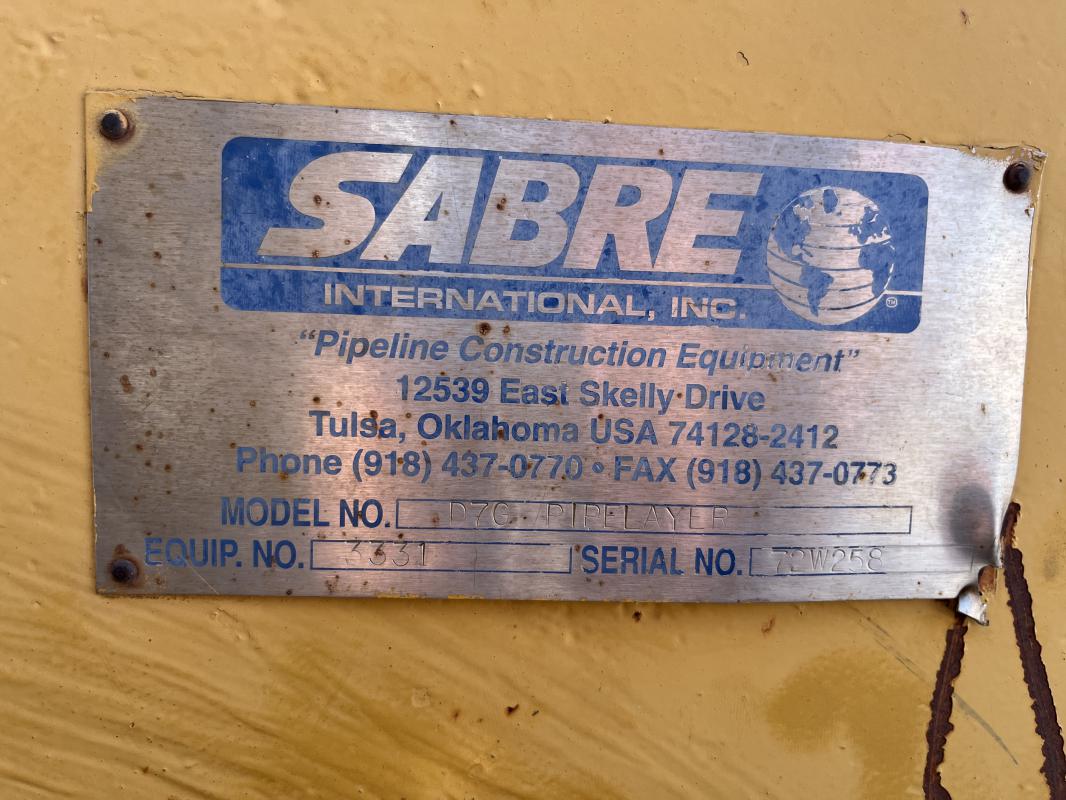 SABRE
INTERNATIONAL, INC.
TM
"Pipeline Construction Equipment"
12539 East Skelly Drive
Tulsa, Oklahoma USA 74128-2412
Phone (918) 437-0770 • FAX (918) 437-0773
MODEL NO. D7G PIPELAYER
EQUIP. NO. 3331 SERIAL NO. 72W258